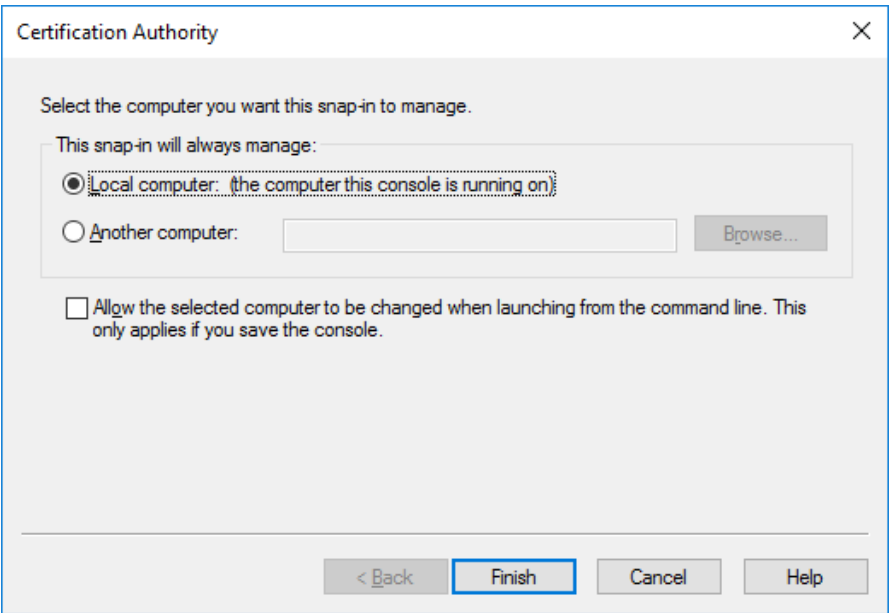 Certification Authority
Select the computer you want this snap-in to manage.
This snap-in will always manage:
Local computer: (the computer this console is running on)
Another computer:
Browse...
Allow the selected computer to be changed when launching from the command line. This
only applies if you save the console.
< Back
Finish
Cancel
Help